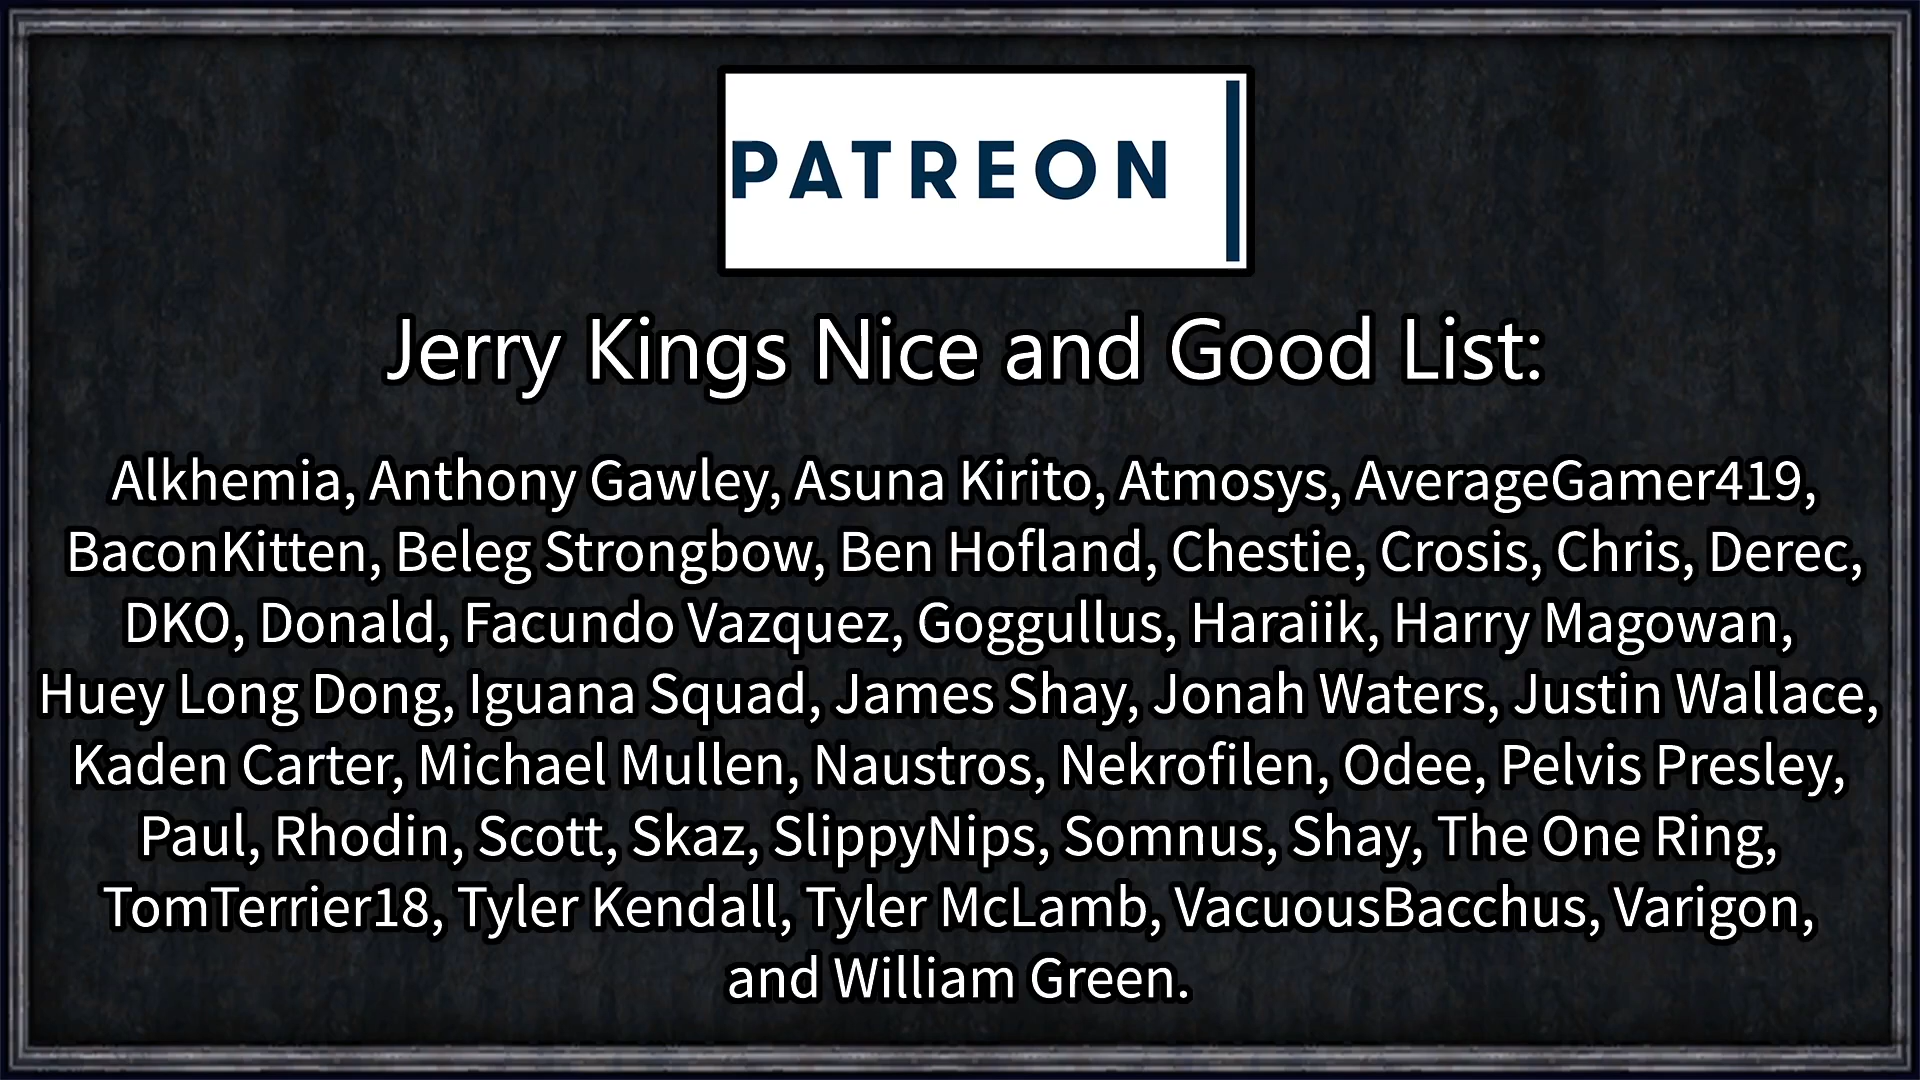 PATREON
Jerry Kings Nice and Good List:
Alkhemia, Anthony Gawley, Asuna Kirito, Atmosys, AverageGamer419,
BaconKitten, Beleg Strongbow, Ben Hofland, Chestie, Crosis, Chris, Derec,
DKO, Donald, Facundo Vazquez, Goggullus, Haraiik, Harry Magowan,
Huey Long Dong, Iguana Squad, James Shay, Jonah Waters, Justin Wallace,
Kaden Carter, Michael Mullen, Naustros, Nekrofilen, Odee, Pelvis Presley,
Paul, Rhodin, Scott, Skaz, SlippyNips, Somnus, Shay, The One Ring,
TomTerrier18, Tyler Kendall, Tyler McLamb, VacuousBacchus, Varigon,
and William Green.